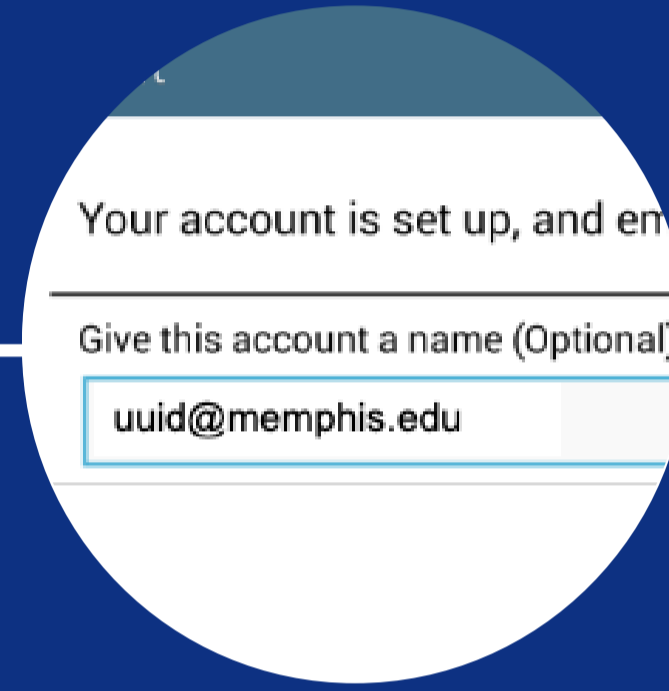 Your account is set up, and em
Give this account a name (Optional)
uuid@memphis.edu